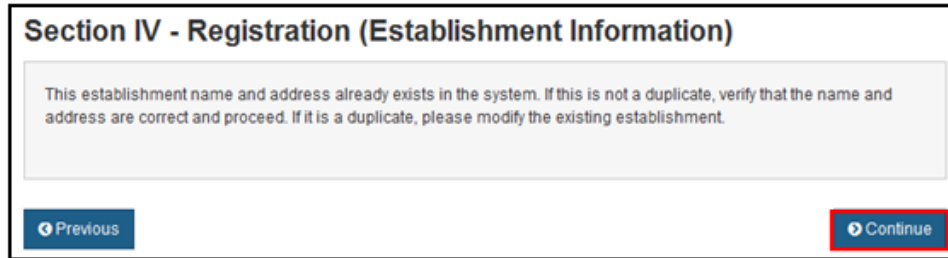 Section IV - Registration (Establishment Information)
This establishment name and address already exists in the system. If this is not a duplicate, verify that the name and
address are correct and proceed. If it is a duplicate, please modify the existing establishment.
Previous
Continue